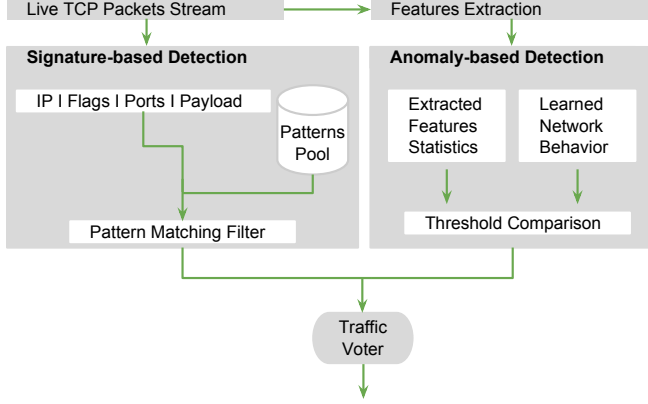 Live TCP Packets Stream
Features Extraction
Signature-based Detection
IP I Flags I Ports I Payload
Patterns
Pool
Pattern Matching Filter
Anomaly-based Detection
Extracted
Features
Statistics
Learned
Network
Behavior
Threshold Comparison
Traffic
Voter